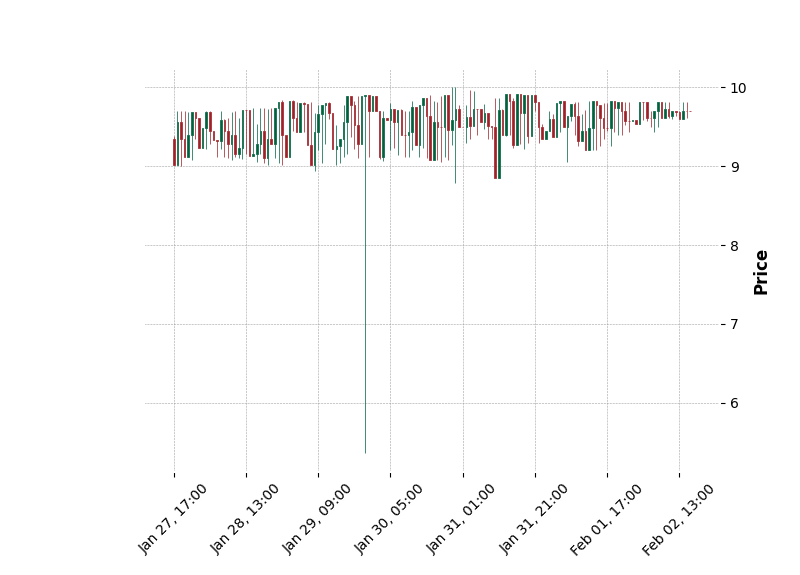 10
9
8
7
6
Price
Jan 27, 17:00
Jan 28, 13:00
Jan 29, 09:00
Jan 30, 05:00
Jan 31, 01:00
Jan 31, 21:00
Feb 01, 17:00
Feb 02, 13:00